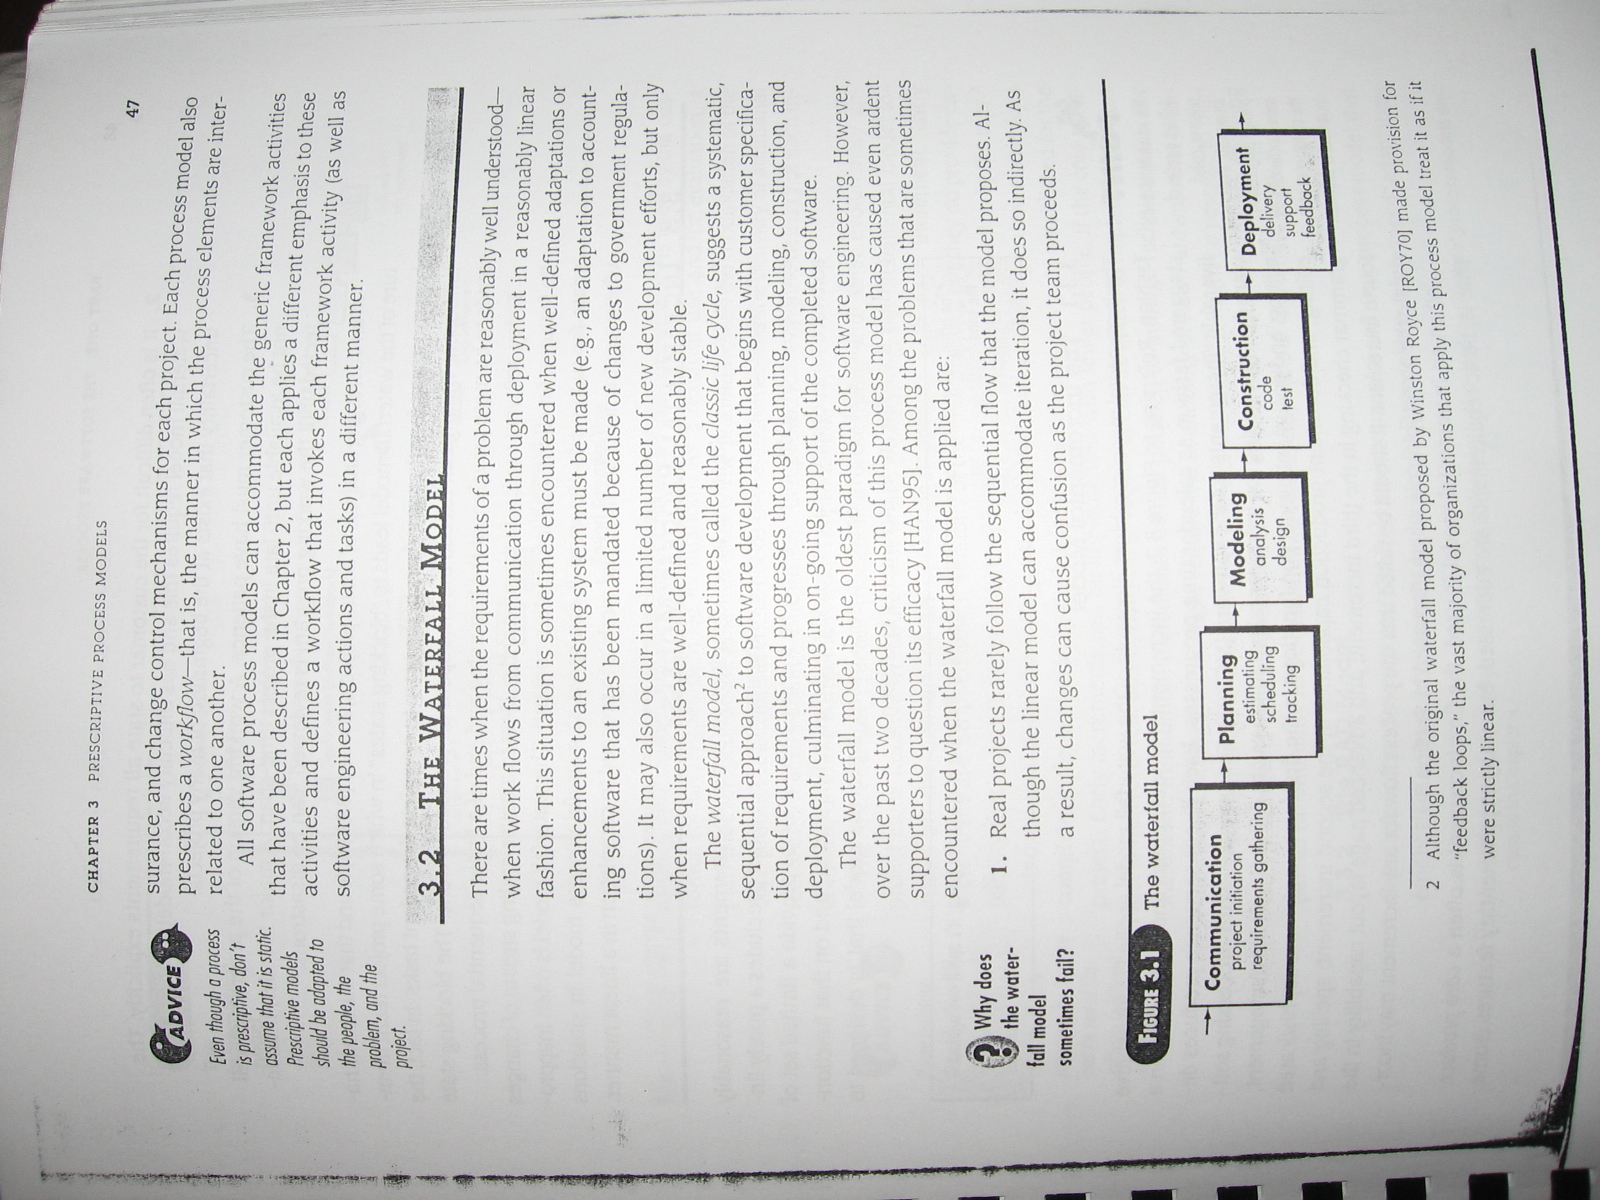 CHAPTER 3 PRESCRIPTIVE PROCESS MODELS 47
surance, and change control mechanisms for each project. Each process model also
prescribes a workflow—that is, the manner in which the process elements are inter-
related to one another.
All software process models can accommodate the generic framework activities
that have been described in Chapter 2, but each applies a different emphasis to these
activities and defines a workflow that invokes each framework activity (as well as
software engineering actions and tasks) in a different manner.
ADVICE
Even though a process
is prescriptive, don't
assume that it is static.
Prescriptive models
should be adapted to
the people, the
problem, and the
project.
3.2 THE WATERFALL MODEL
There are times when the requirements of a problem are reasonably well understood—
when work flows from communication through deployment in a reasonably linear
fashion. This situation is sometimes encountered when well-defined adaptations or
enhancements to an existing system must be made (e.g., an adaptation to account-
ing software that has been mandated because of changes to government regula-
tions). It may also occur in a limited number of new development efforts, but only
when requirements are well-defined and reasonably stable.
The waterfall model, sometimes called the classic life cycle, suggests a systematic,
sequential approach² to software development that begins with customer specifica-
tion of requirements and progresses through planning, modeling, construction, and
deployment, culminating in on-going support of the completed software.
The waterfall model is the oldest paradigm for software engineering. However,
over the past two decades, criticism of this process model has caused even ardent
supporters to question its efficacy [HAN95]. Among the problems that are sometimes
encountered when the waterfall model is applied are:
? Why does
the water-
fall model
sometimes fail?
1. Real projects rarely follow the sequential flow that the model proposes. Al-
though the linear model can accommodate iteration, it does so indirectly. As
a result, changes can cause confusion as the project team proceeds.
FIGURE 3.1 The waterfall model
Communication
project initiation
requirements gathering
Planning
estimating
scheduling
tracking
Modeling
analysis
design
Construction
code
test
Deployment
delivery
support
feedback
2 Although the original waterfall model proposed by Winston Royce [ROY70] made provision for
"feedback loops," the vast majority of organizations that apply this process model treat it as if it
were strictly linear.